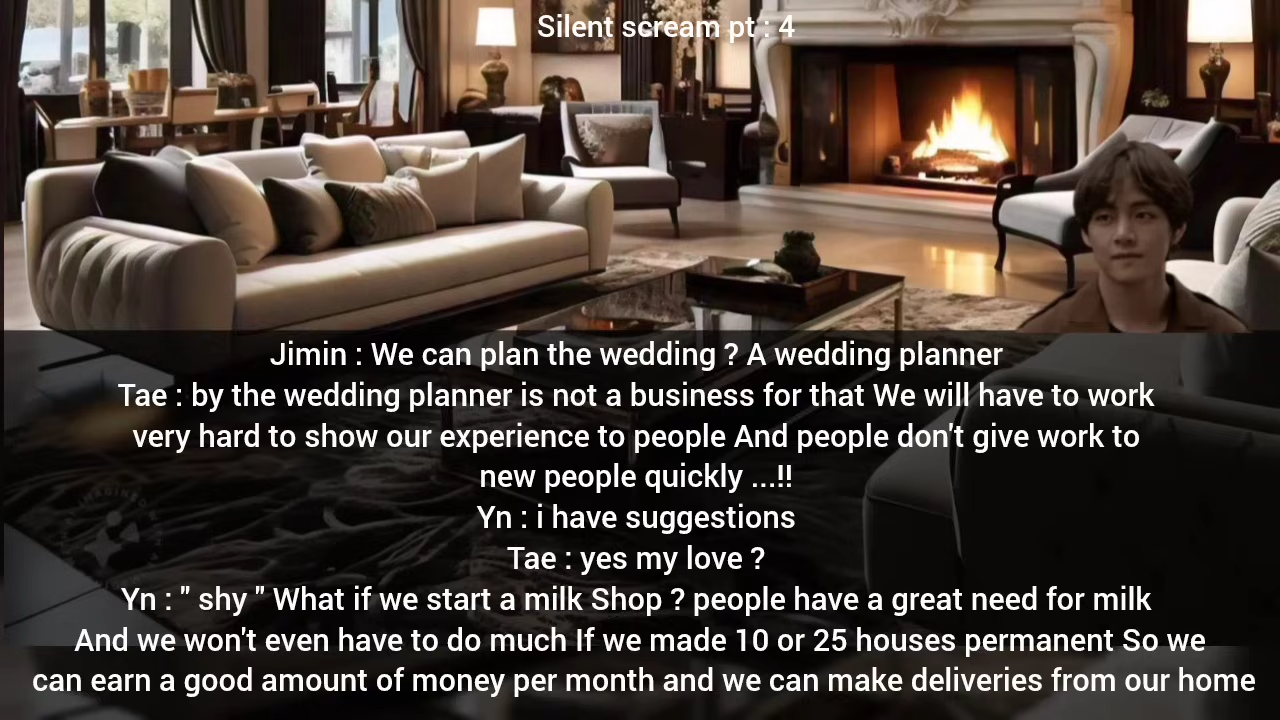 Silent scream pt : 4
Jimin : We can plan the wedding ? A wedding planner
Tae : by the wedding planner is not a business for that We will have to work
very hard to show our experience to people And people don't give work to
new people quickly ...!!
Yn : i have suggestions
Tae : yes my love ?
Yn : " shy " What if we start a milk Shop ? people have a great need for milk
And we won't even have to do much If we made 10 or 25 houses permanent So we
can earn a good amount of money per month and we can make deliveries from our home